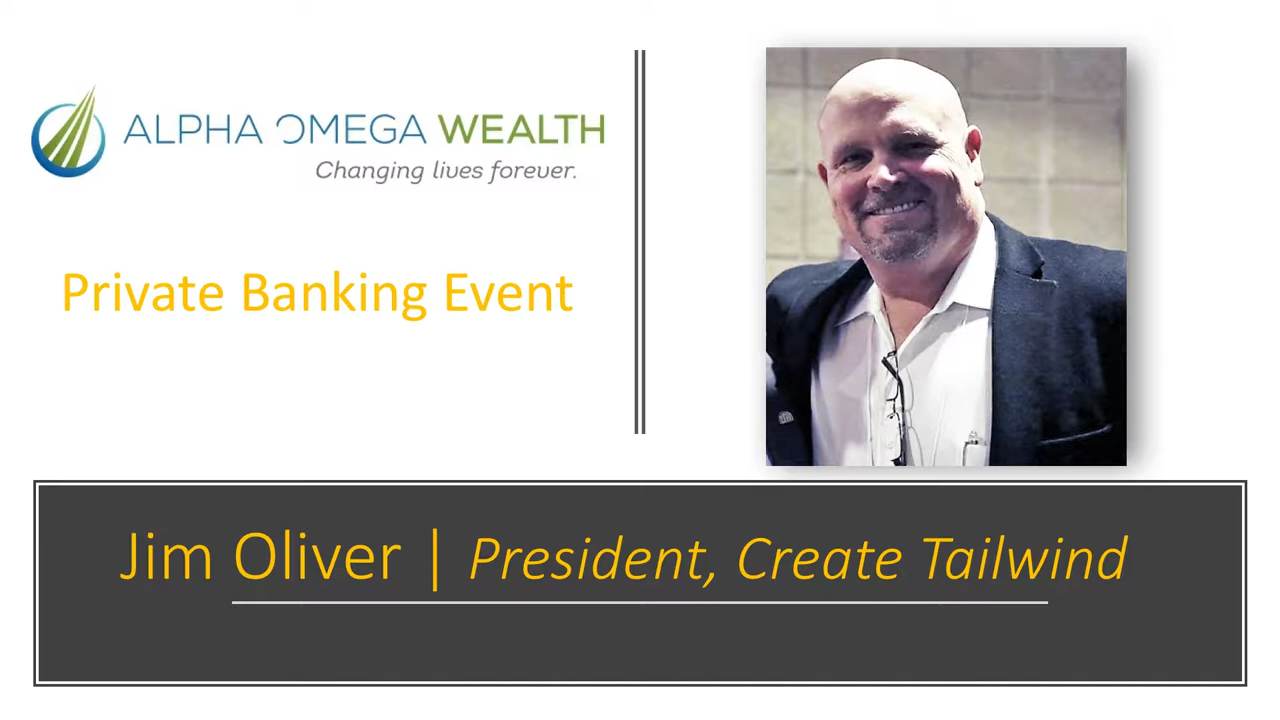 ALPHA OMEGA WEALTH
Changing lives forever.
Private Banking Event
Jim Oliver | President, Create Tailwind